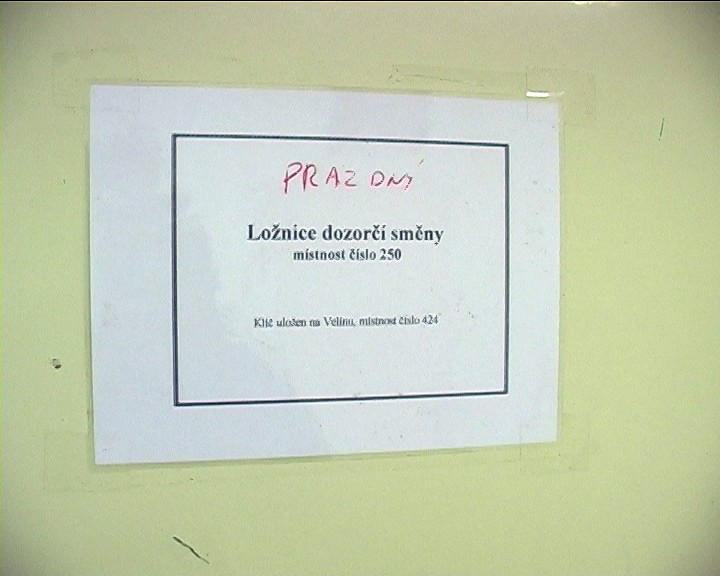 PRAZDNÝ
Ložnice dozorčí směny
místnost číslo 250
Klíč uložen na Velínu, místnost číslo 424